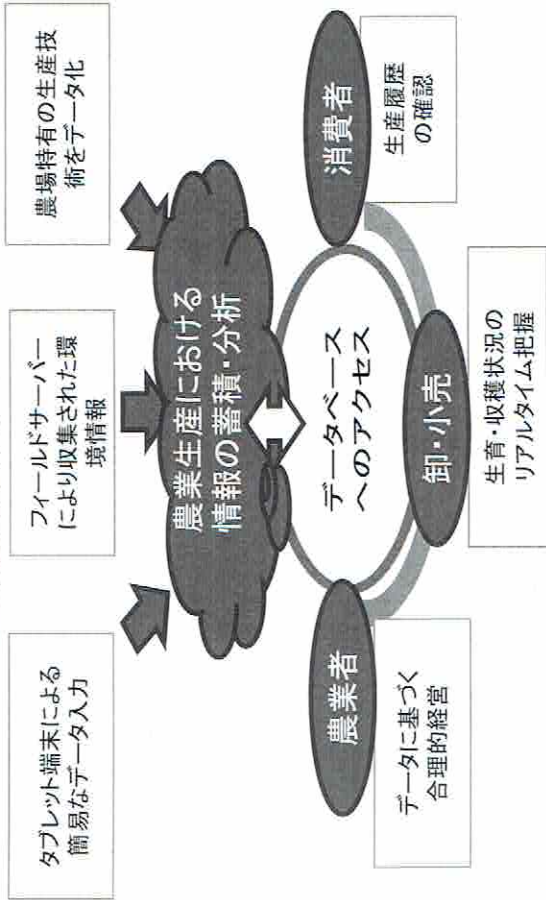 タブレット端末による
簡易なデータ入力
フィールドサーバー
により収集された環
境情報
農場特有の生産技
術をデータ化
農業生産における
情報の蓄積・分析
データベース
へのアクセス
農業者
データに基づく
合理的経営
卸・小売
生育・収穫状況の
リアルタイム把握
消費者
生産履歴
の確認